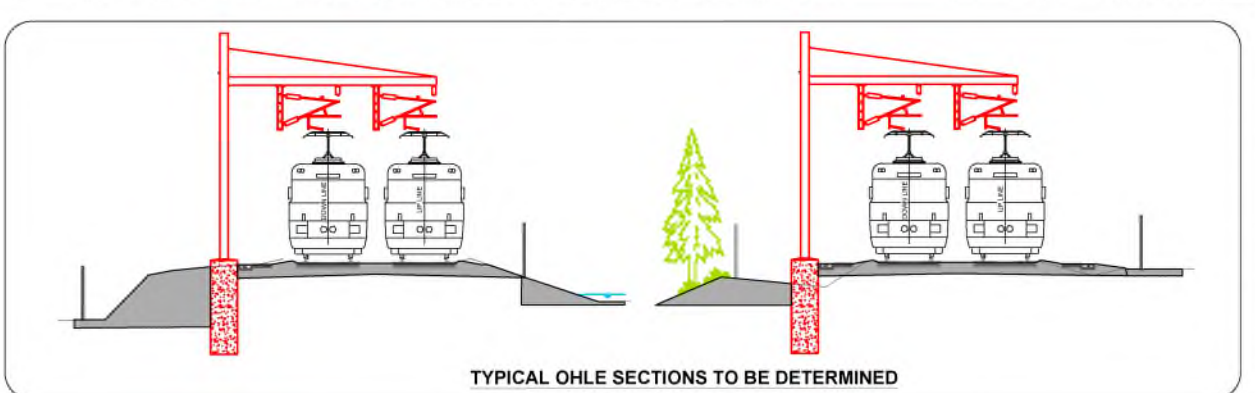 DOWN LINE
UP LINE
DOWN LINE
UP LINE
TYPICAL OHLE SECTIONS TO BE DETERMINED